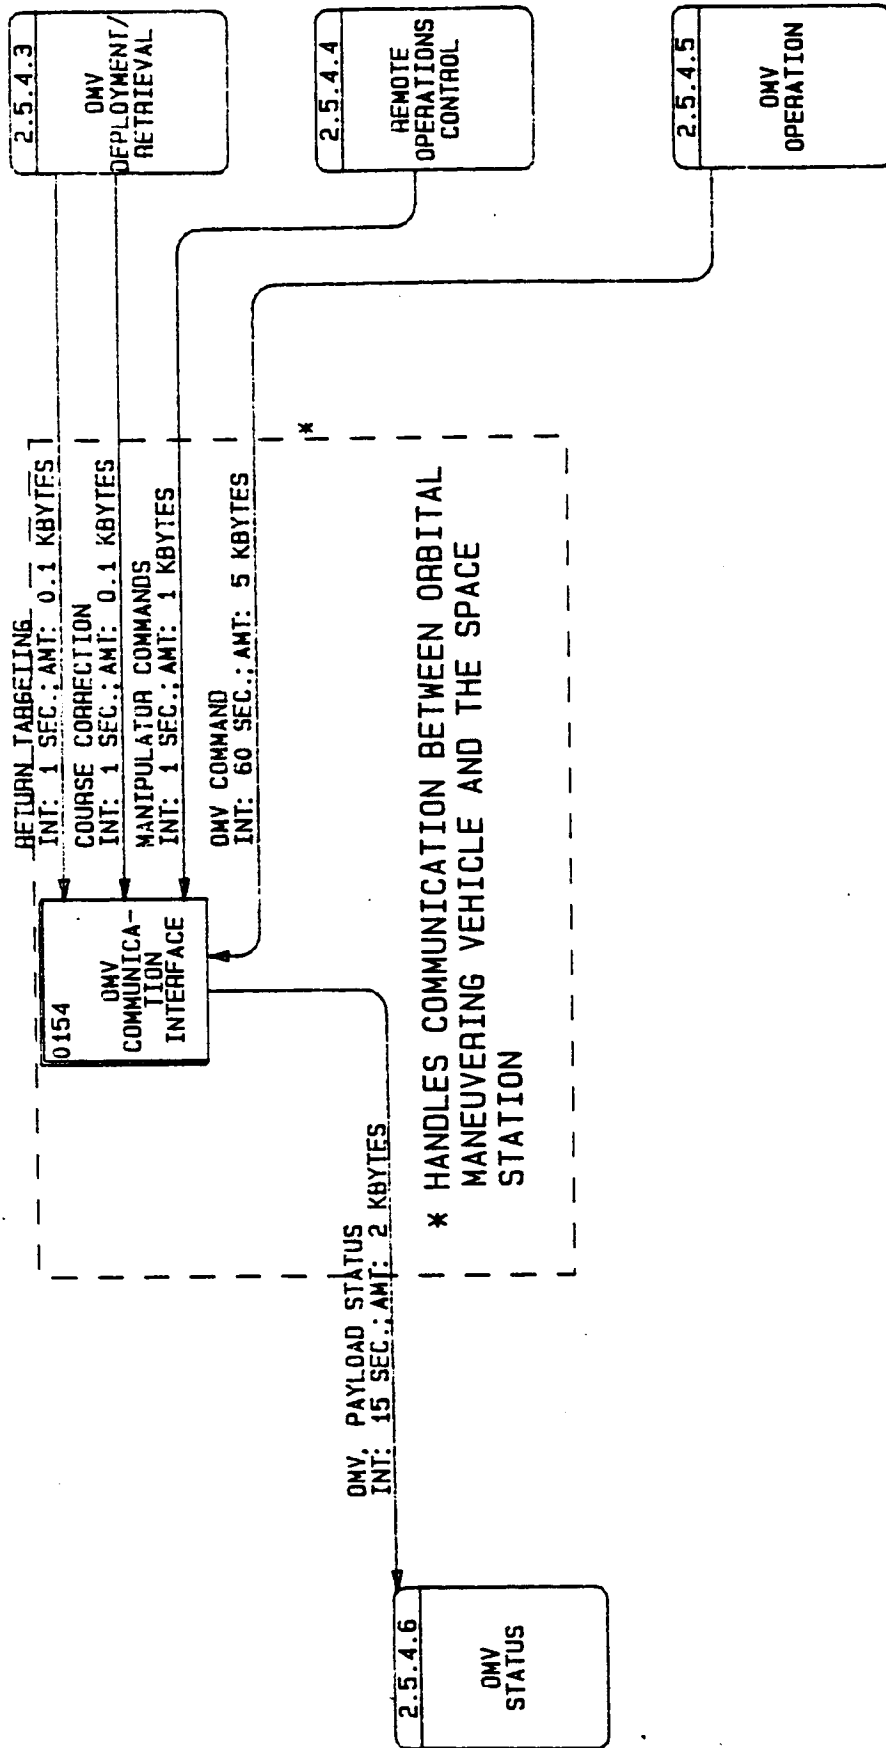 2.5.4.3
OMV
DEPLOYMENT/
RETRIEVAL
2.5.4.4
REMOTE
OPERATIONS
CONTROL
2.5.4.5
OMV
OPERATION
RETURN TARGETING
INT: 1 SEC.; AMT: 0.1 KBYTES
COURSE CORRECTION
INT: 1 SEC.; AMT: 0.1 KBYTES
MANIPULATOR COMMANDS
INT: 1 SEC.; AMT: 1 KBYTES
OMV COMMAND
INT: 60 SEC.; AMT: 5 KBYTES
*
0154
OMV
COMMUNICA-
TION
INTERFACE
* HANDLES COMMUNICATION BETWEEN ORBITAL
MANEUVERING VEHICLE AND THE SPACE
STATION
OMV, PAYLOAD STATUS
INT: 15 SEC.; AMT: 2 KBYTES
2.5.4.6
OMV
STATUS